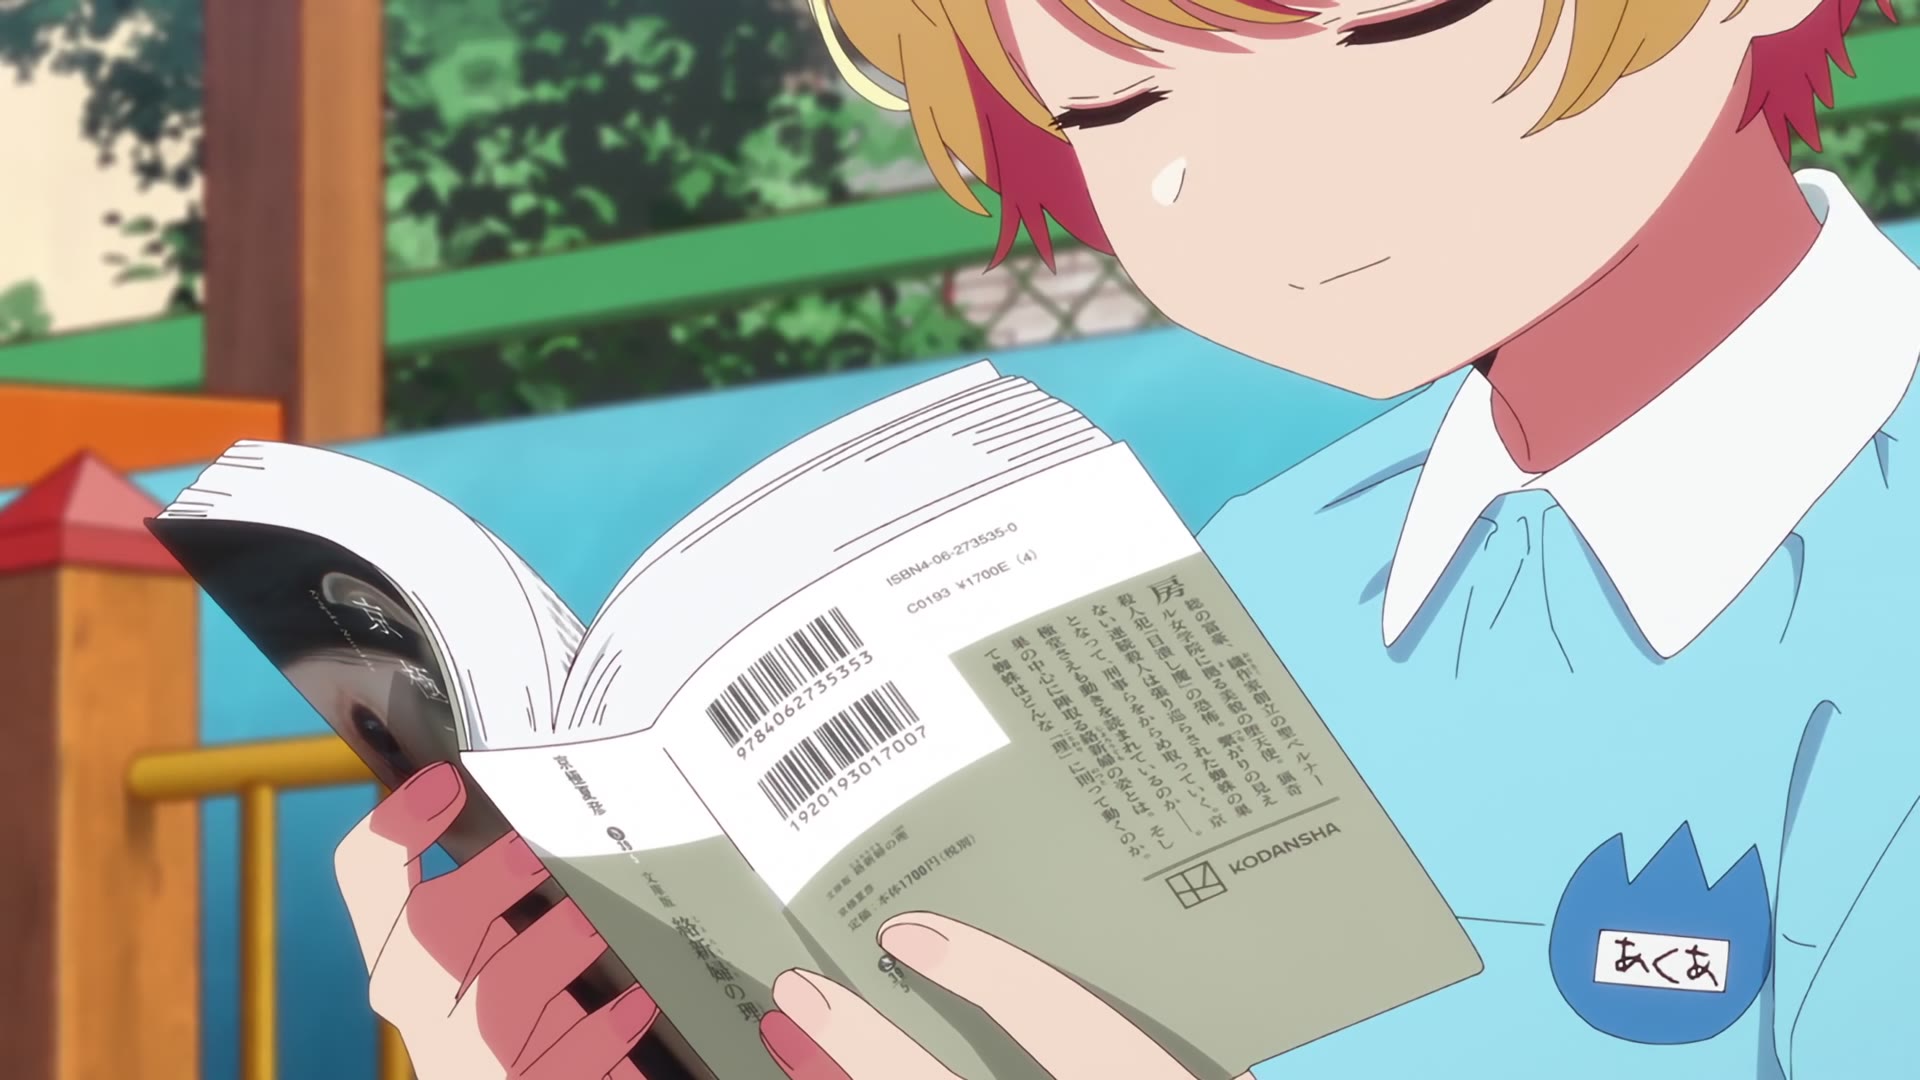 京極
ISBN4-06-273535-0
C0193 ¥1700E (4)
9784062735353
1920193017007
房総の富豪、織作家創立の聖ベルナー
ル女学院に閊る美貌の堕天使。猟奇
殺人犯「目潰し魔」の恐怖。繋がりの見え
ない連続殺人は張り巡らされた蜘蛛の巣
となって、刑事らをからめ取っていく。京
極堂さえも動きを読まれているのか──。
巣の中心に陣取る絡新婦の姿とは。そし
て蜘蛛はどんな「理」に則って動くのか。
KODANSHA
文庫版 絡新婦の理
京極夏彦
定価:本体1700円(税別)
京極夏彦
文庫版 絡新婦の理
あくあ